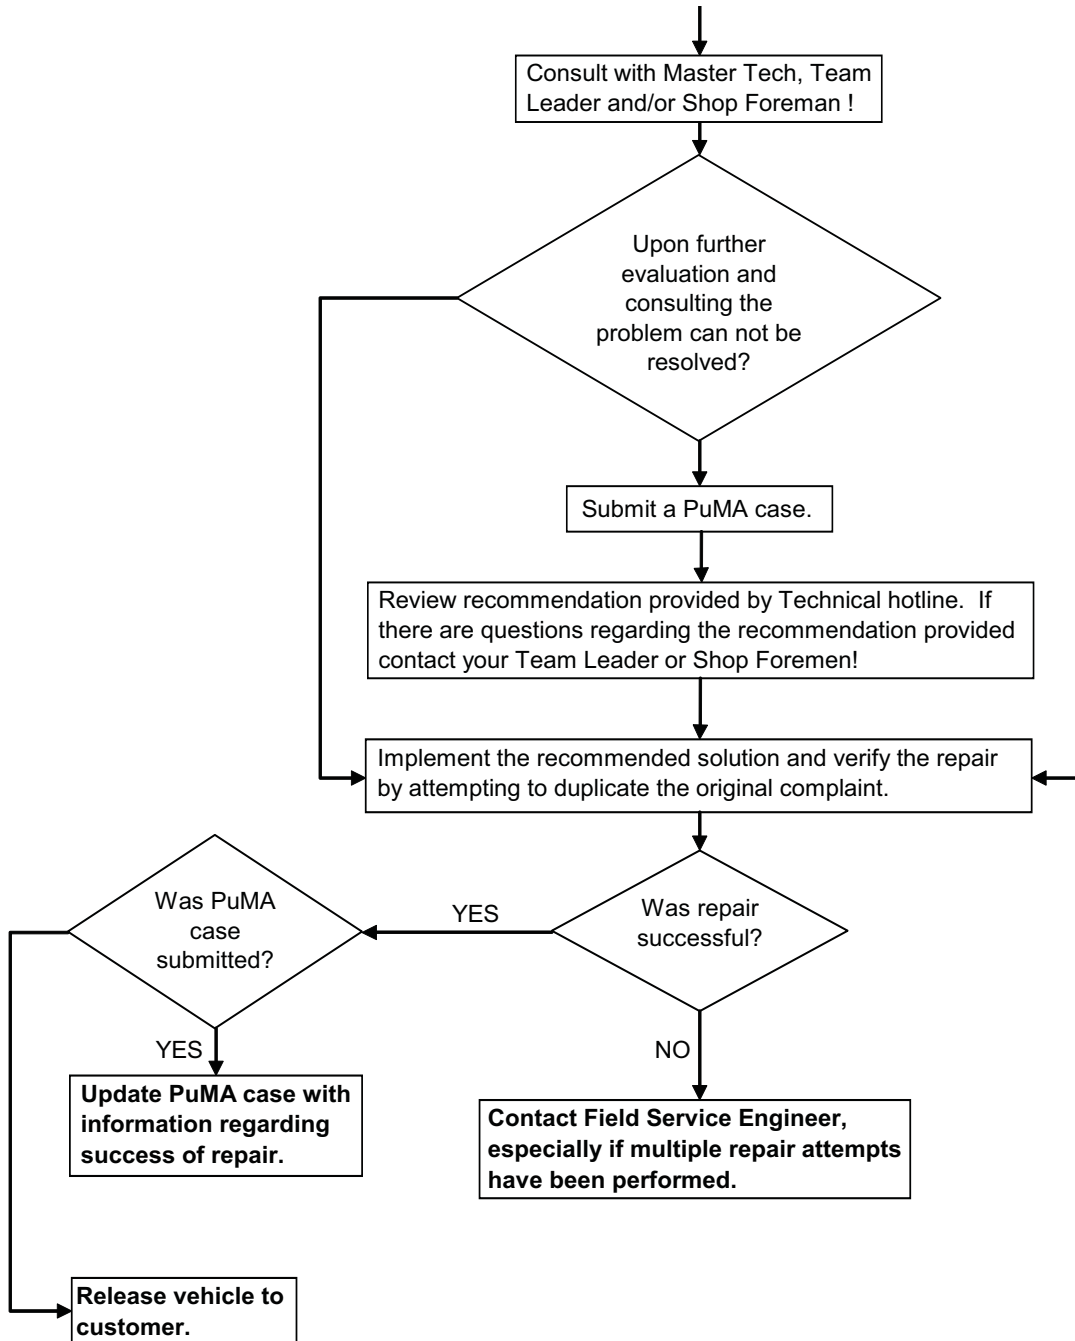 Consult with Master Tech, Team
Leader and/or Shop Foreman !
Upon further
evaluation and
consulting the
problem can not be
resolved?
Submit a PuMA case.
Review recommendation provided by Technical hotline.  If
there are questions regarding the recommendation provided
contact your Team Leader or Shop Foremen!
Implement the recommended solution and verify the repair
by attempting to duplicate the original complaint.
Was repair
successful?
YES
Was PuMA
case
submitted?
YES
NO
Update PuMA case with
information regarding
success of repair.
Contact Field Service Engineer,
especially if multiple repair attempts
have been performed.
Release vehicle to
customer.